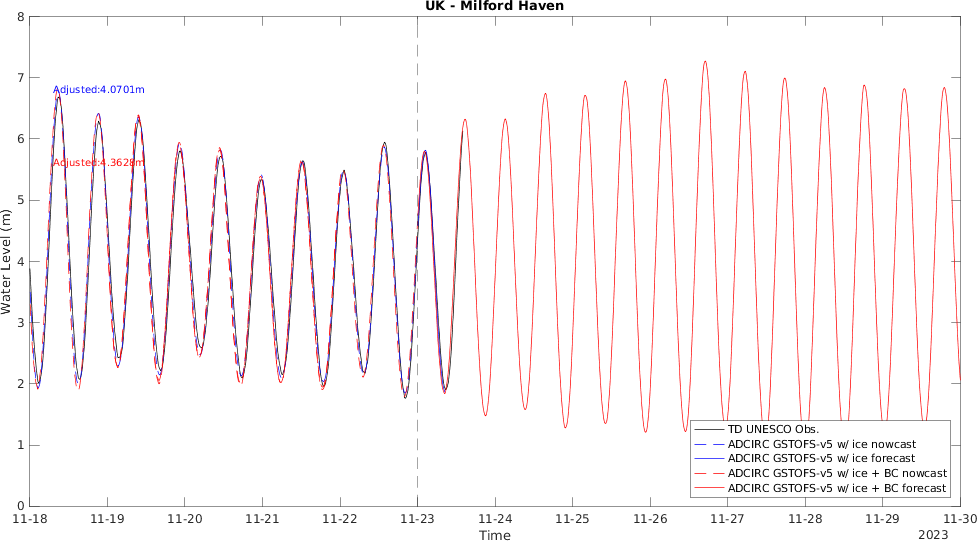 UK - Milford Haven
8
7
6
5
4
3
2
1
0
Water Level (m)
Adjusted:4.0701m
Adjusted:4.3628m
TD UNESCO Obs.
ADCIRC GSTOFS-v5 w/ ice nowcast
ADCIRC GSTOFS-v5 w/ ice forecast
ADCIRC GSTOFS-v5 w/ ice + BC nowcast
ADCIRC GSTOFS-v5 w/ ice + BC forecast
11-18 11-19 11-20 11-21 11-22 11-23 11-24 11-25 11-26 11-27 11-28 11-29 11-30
Time
2023